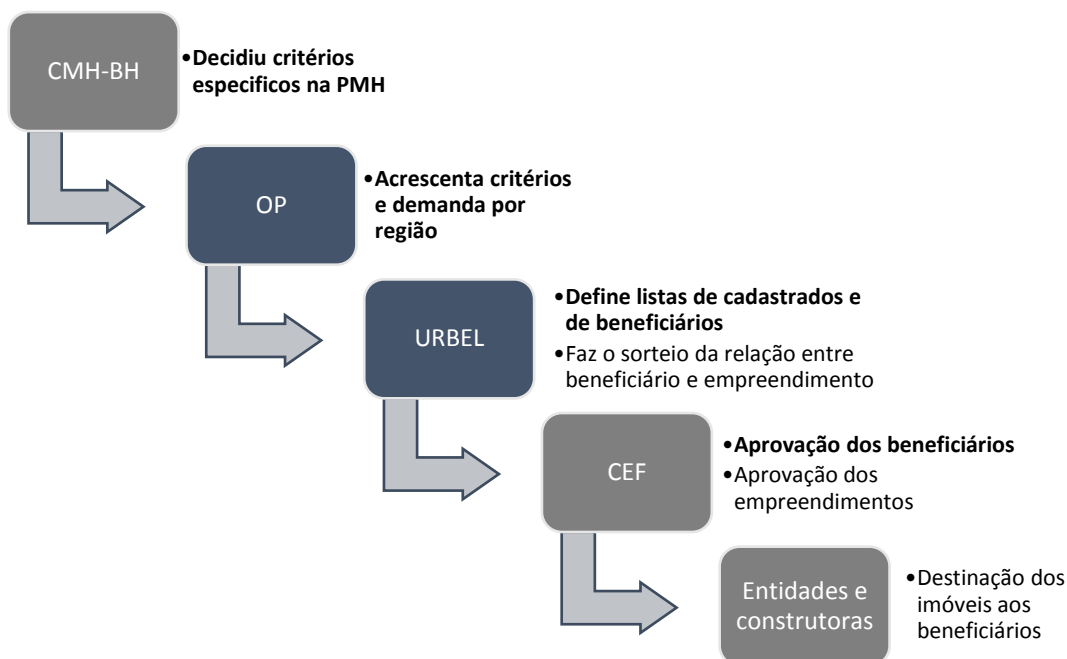 CMH-BH
•Decidiu critérios
especificos na PMH
OP
•Acrescenta critérios
e demanda por
região
URBEL
•Define listas de cadastrados e
de beneficiários
•Faz o sorteio da relação entre
beneficiário e empreendimento
CEF
•Aprovação dos beneficiários
•Aprovação dos
empreendimentos
Entidades e
construtoras
•Destinação dos
imóveis aos
beneficiários